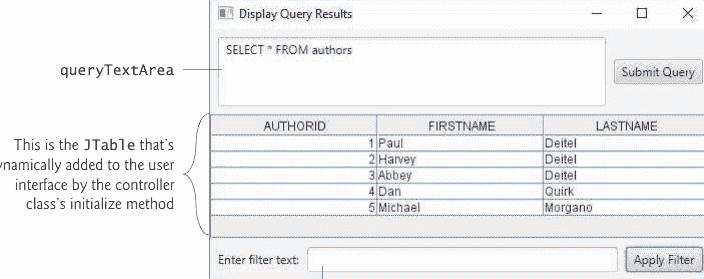 Display Query Results
SELECT * FROM authors
queryTextArea
Submit Query
AUTHORID FIRSTNAME LASTNAME
1 Paul Deitel
2 Harvey Deitel
3 Abbey Deitel
4 Dan Quirk
5 Michael Morgano
This is the JTable that's
ynamically added to the user
interface by the controller
class's initialize method
Enter filter text:
Apply Filter